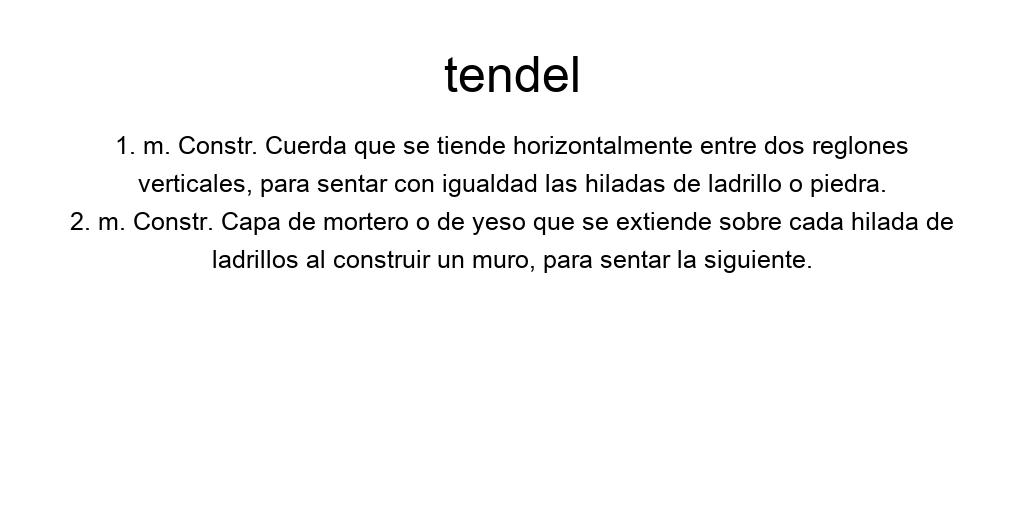 tendel
1. m. Constr. Cuerda que se tiende horizontalmente entre dos reglones
verticales, para sentar con igualdad las hiladas de ladrillo o piedra.
2. m. Constr. Capa de mortero o de yeso que se extiende sobre cada hilada de
ladrillos al construir un muro, para sentar la siguiente.